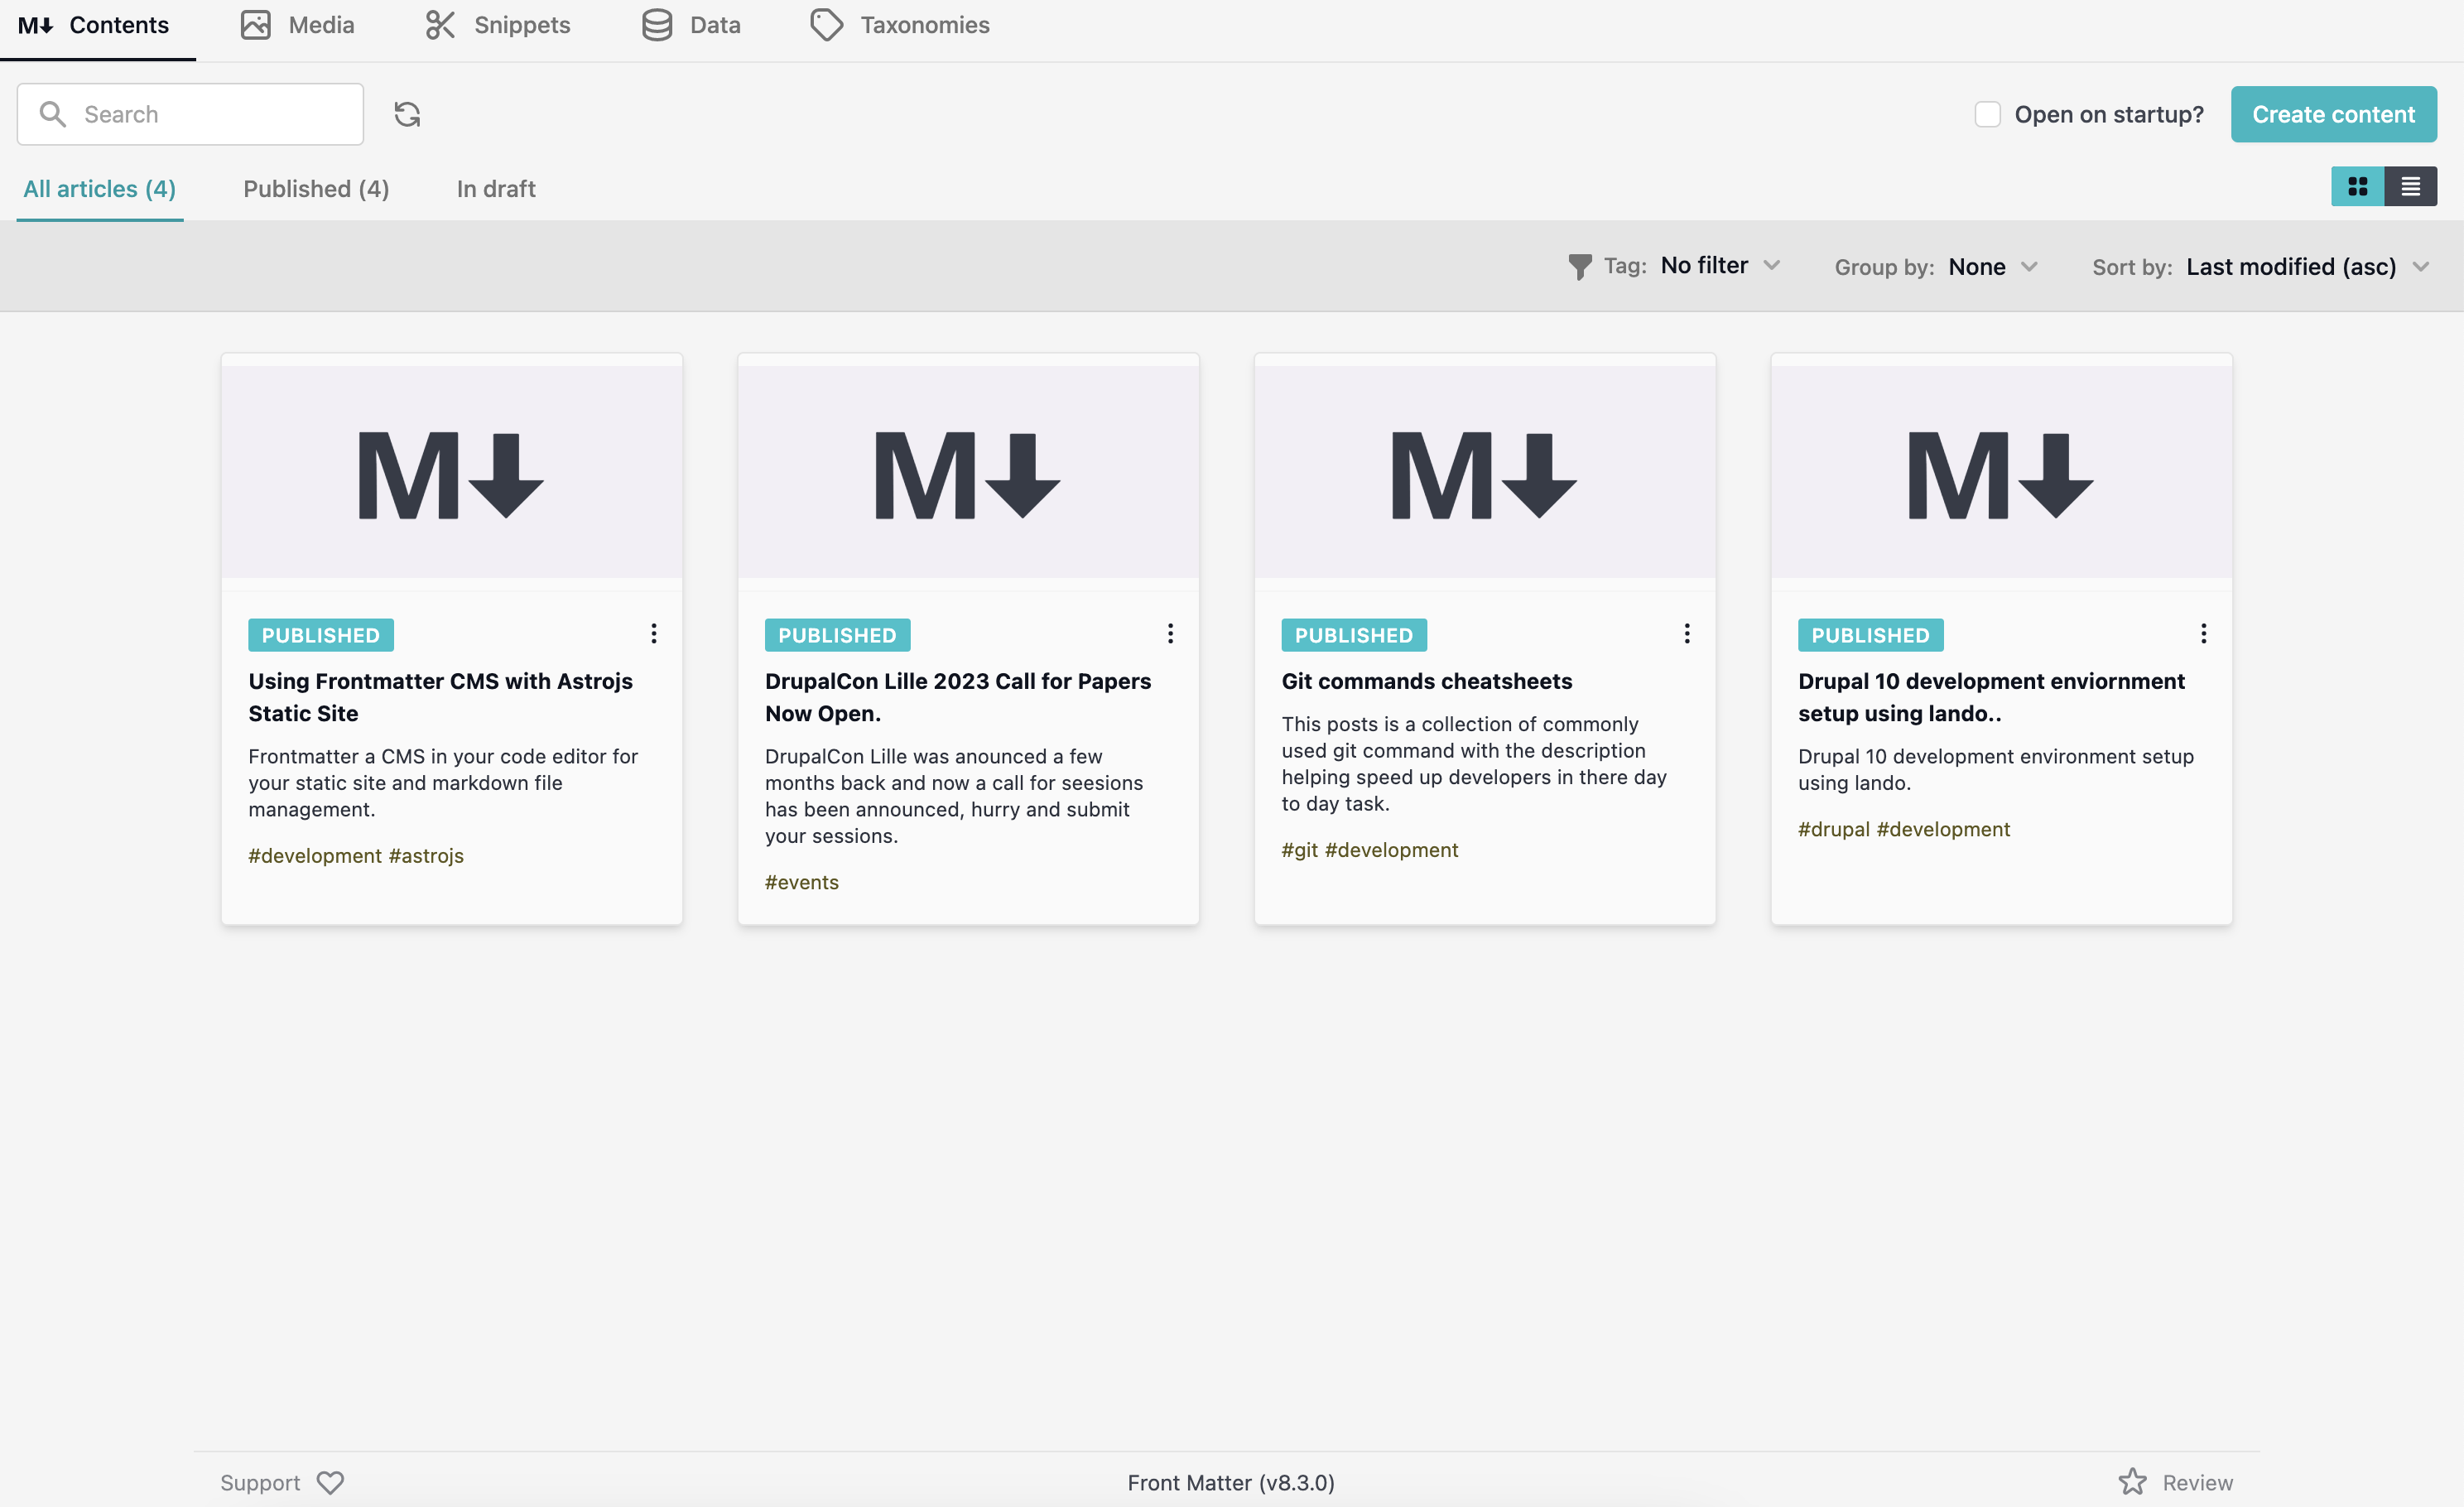 M↓ Contents Media Snippets Data Taxonomies
Search Open on startup? Create content
All articles (4) Published (4) In draft
Tag: No filter Group by: None Sort by: Last modified (asc)
M↓
PUBLISHED
Using Frontmatter CMS with Astrojs
Static Site
Frontmatter a CMS in your code editor for
your static site and markdown file
management.
#development #astrojs
M↓
PUBLISHED
DrupalCon Lille 2023 Call for Papers
Now Open.
DrupalCon Lille was anounced a few
months back and now a call for seesions
has been announced, hurry and submit
your sessions.
#events
M↓
PUBLISHED
Git commands cheatsheets
This posts is a collection of commonly
used git command with the description
helping speed up developers in there day
to day task.
#git #development
M↓
PUBLISHED
Drupal 10 development enviornment
setup using lando..
Drupal 10 development environment setup
using lando.
#drupal #development
Support Front Matter (v8.3.0) Review